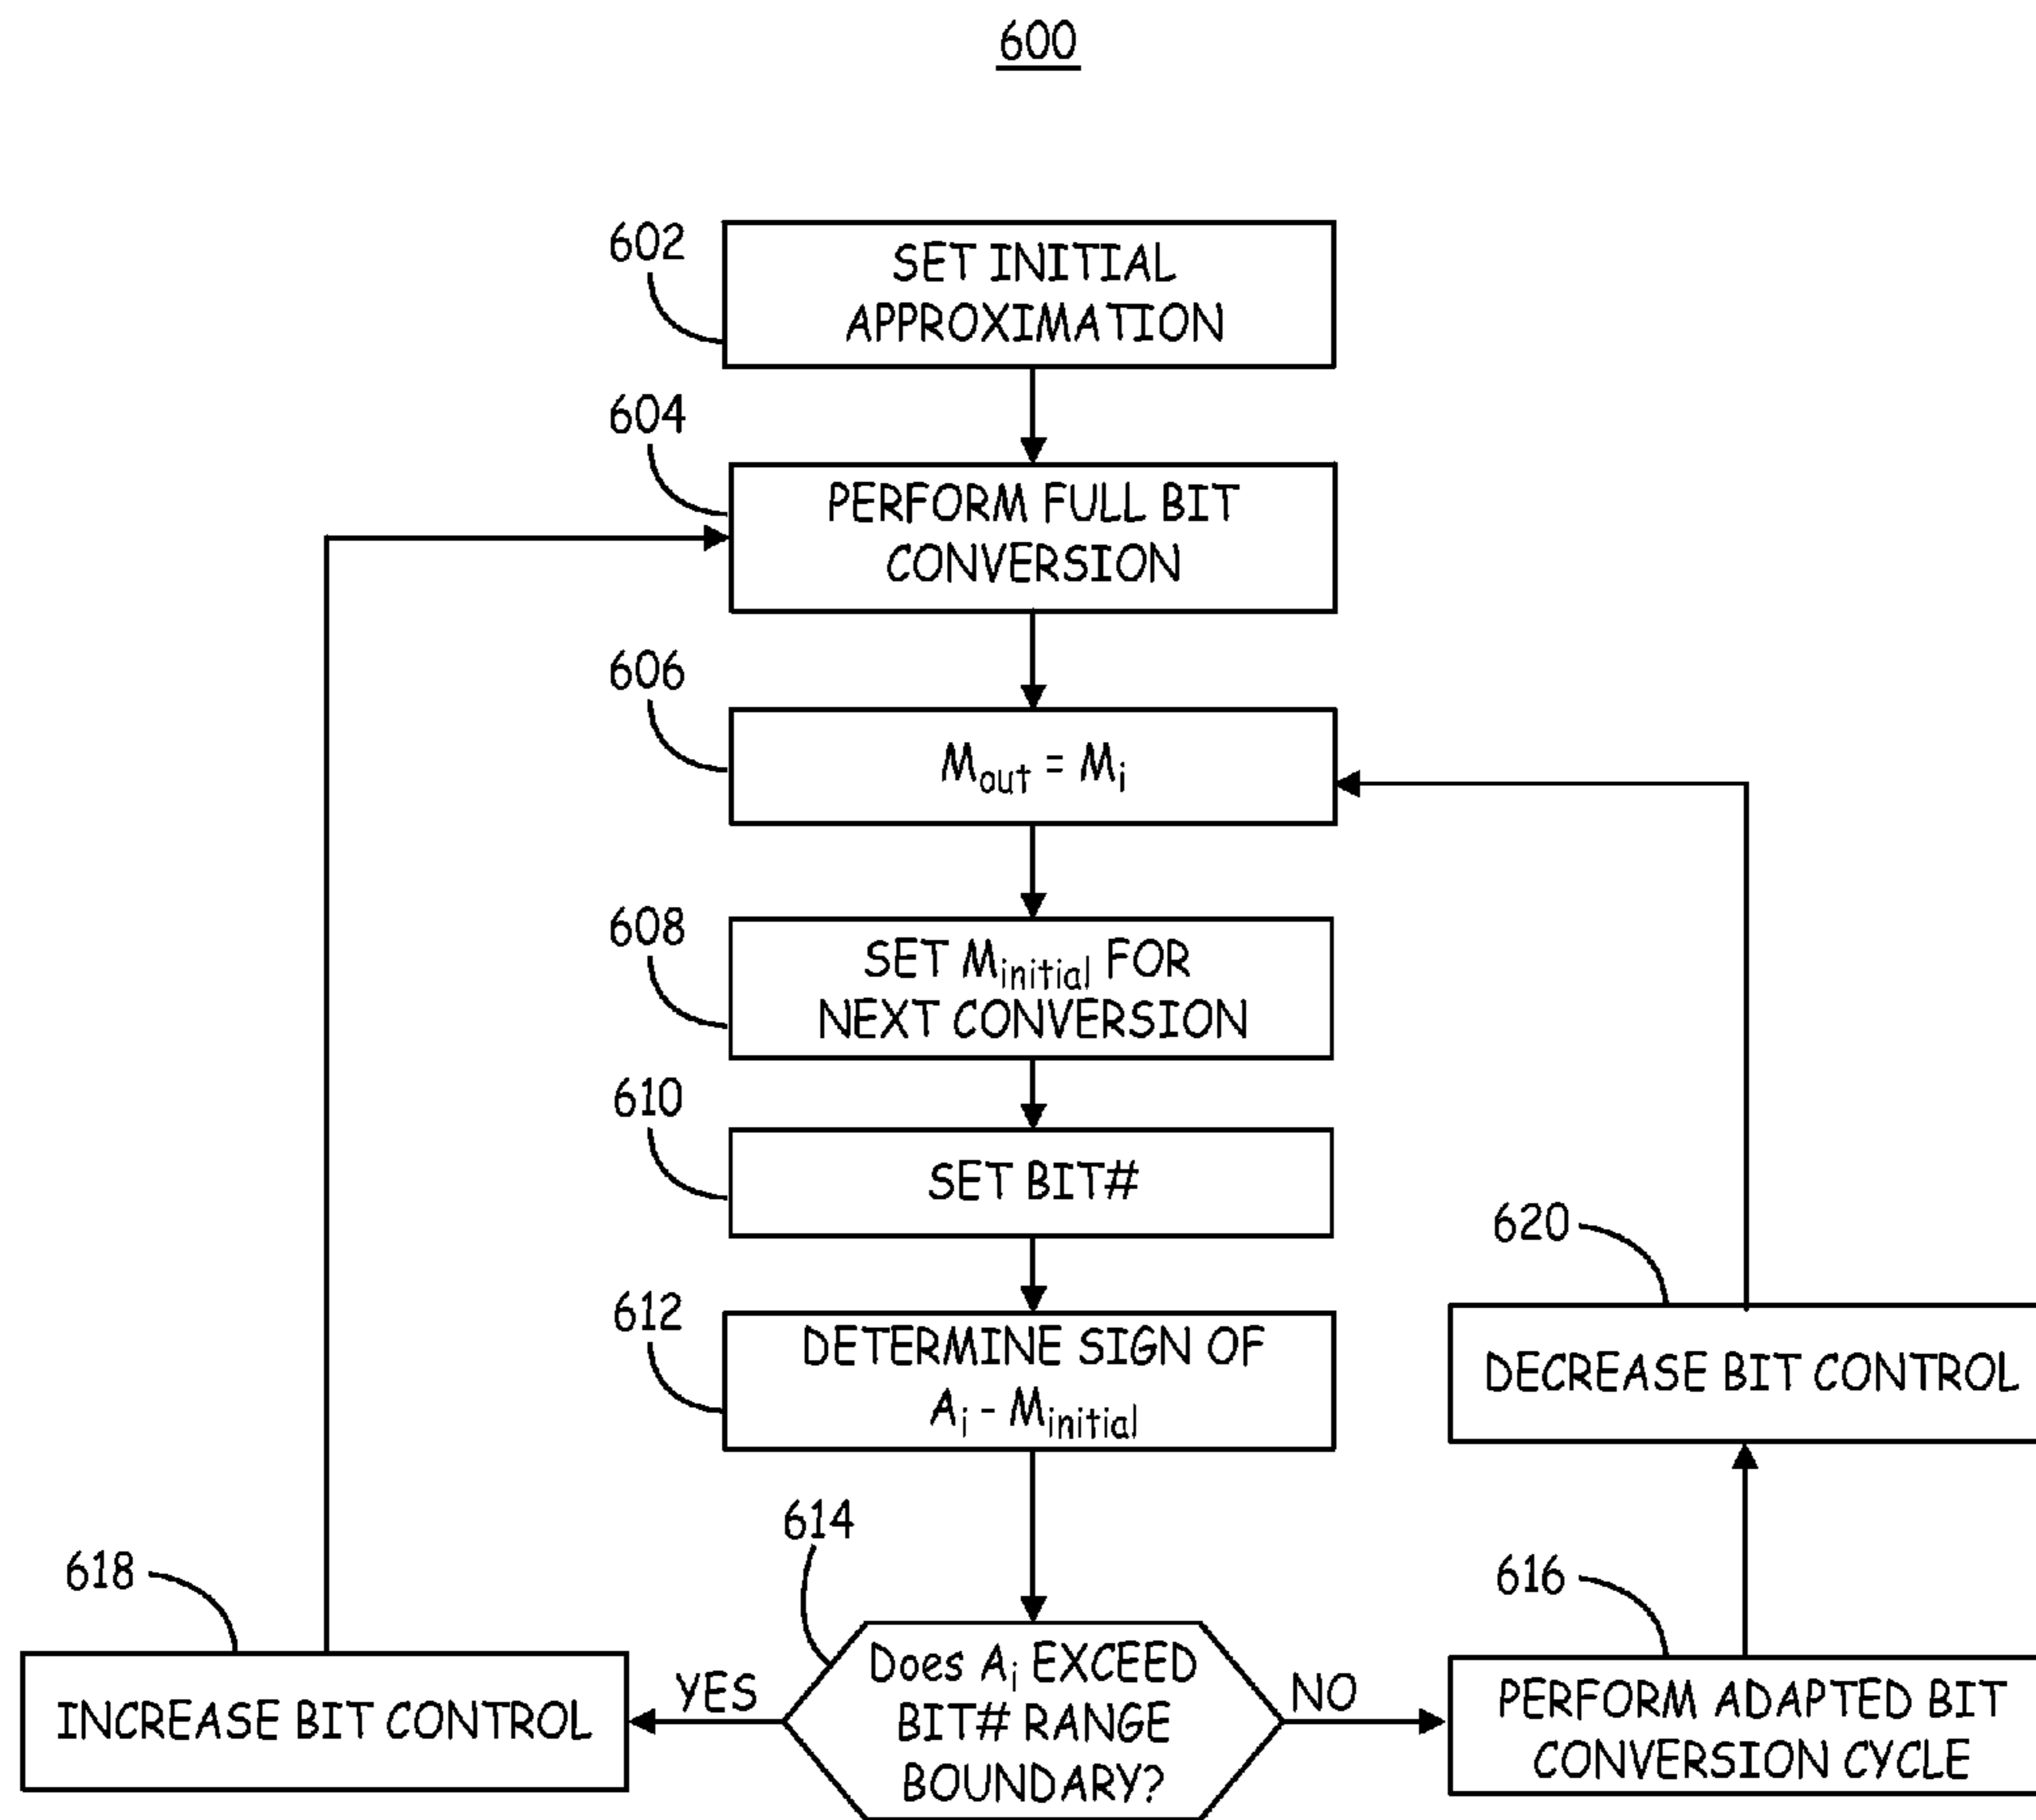 600
602
SET INITIAL
APPROXIMATION
604
PERFORM FULL BIT
CONVERSION
606
Mout = Mi
608
SET Minitial FOR
NEXT CONVERSION
610
SET BIT#
612
DETERMINE SIGN OF
Ai - Minitial
620
DECREASE BIT CONTROL
614
Does Ai EXCEED
BIT# RANGE
BOUNDARY?
YES
NO
618
INCREASE BIT CONTROL
616
PERFORM ADAPTED BIT
CONVERSION CYCLE